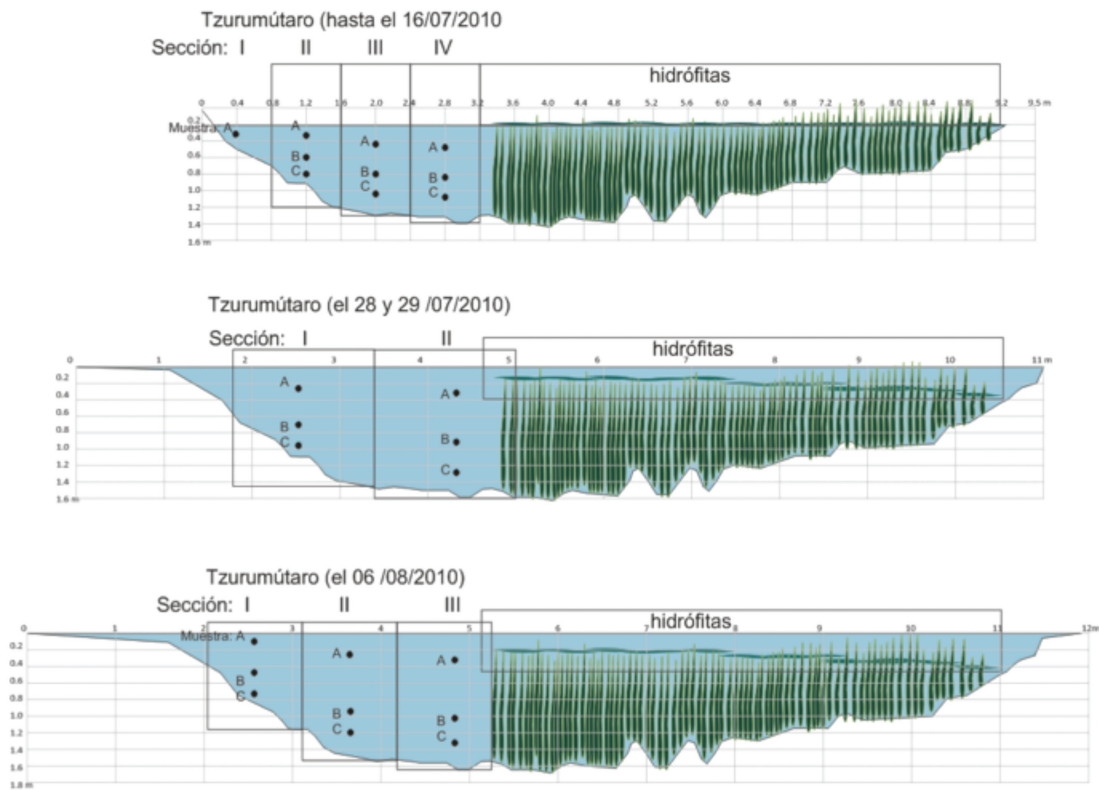 Tzurumútaro (hasta el 16/07/2010
Sección: I II III IV
hidrófitas
0 0.4 0.8 1.2 1.6 2.0 2.4 2.8 3.2 3.6 4.0 4.4 4.8 5.2 5.6 6.0 6.4 6.8 7.2 7.6 8.0 8.4 8.8 9.2 9.5 m
0.2
Muestra: A A
0.4
A A
0.6
B
0.8
C B B
1.0
C C
1.2
1.4
1.6 m
Tzurumútaro (el 28 y 29 /07/2010)
Sección: I II
hidrófitas
0 1 2 3 4 5 6 7 8 9 10 11 m
0.2
A
0.4
A
0.6
0.8
B
B
1.0
C
1.2
C
1.4
1.6 m
Tzurumútaro (el 06 /08/2010)
Sección: I II III
hidrófitas
0 1 2 3 4 5 6 7 8 9 10 11 12m
Muestra: A
0.2
A A
0.4
0.6
B
0.8
C
1.0
B B
1.2
C
C
1.4
1.6
1.8 m